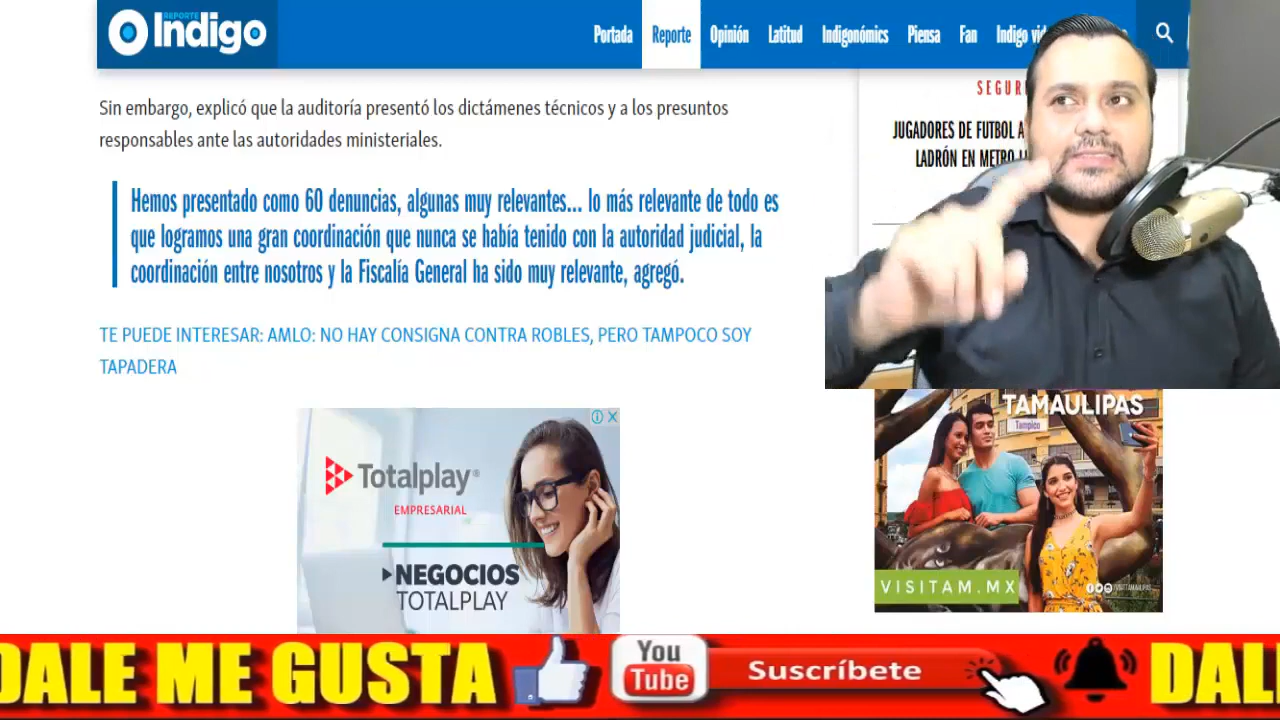 REPORTE
Indigo
Portada Reporte Opinión Latitud Indigonómics Piensa Fan Indigo
Sin embargo, explicó que la auditoría presentó los dictámenes técnicos y a los presuntos
responsables ante las autoridades ministeriales.
Hemos presentado como 60 denuncias, algunas muy relevantes... lo más relevante de todo es
que logramos una gran coordinación que nunca se había tenido con la autoridad judicial, la
coordinación entre nosotros y la Fiscalía General ha sido muy relevante, agregó.
TE PUEDE INTERESAR: AMLO: NO HAY CONSIGNA CONTRA ROBLES, PERO TAMPOCO SOY
TAPADERA
SEGUR
JUGADORES DE FUTBOL A
LADRÓN EN METRO
Totalplay®
EMPRESARIAL
NEGOCIOS
TOTALPLAY
TAMAULIPAS
Tampico
VISITAM.MX
DALE ME GUSTA
You
Tube
Suscríbete
DAL